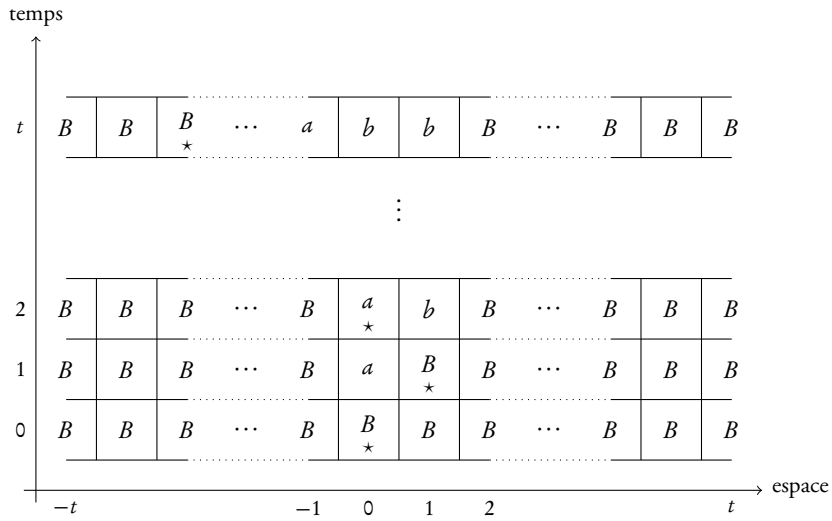 temps
t B B B ⋯ a b b B ⋯ B B B
⋆
⋮
2 B B B ⋯ B a b B ⋯ B B B
⋆
1 B B B ⋯ B a B B ⋯ B B B
⋆
0 B B B ⋯ B B B B ⋯ B B B
⋆
espace
−t −1 0 1 2 t